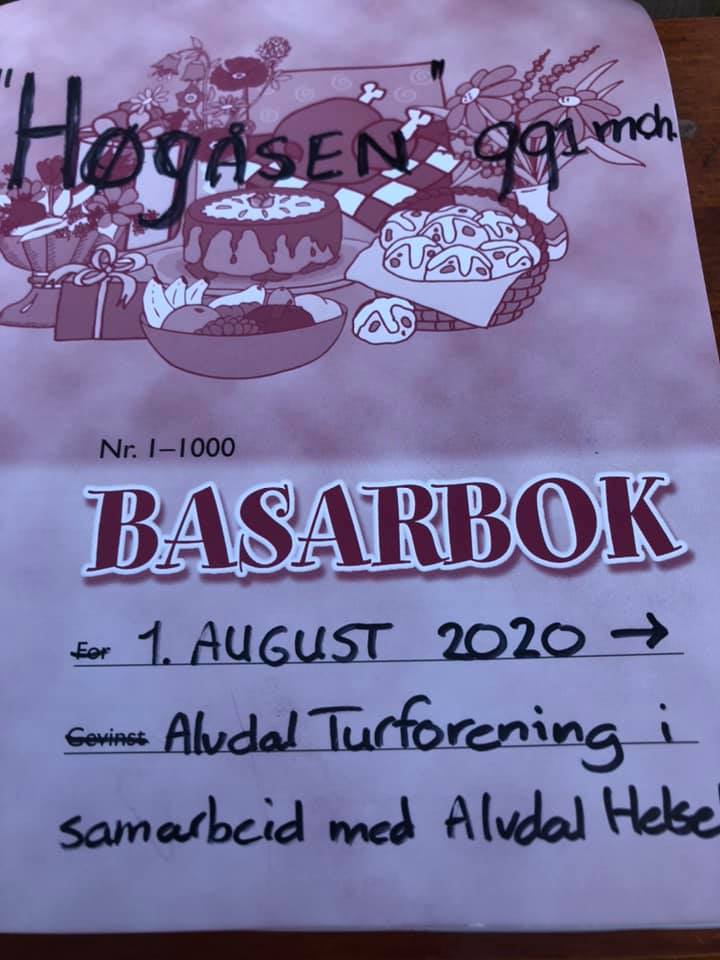 "HØGÅSEN" 991 moh.
Nr. 1–1000
BASARBOK
For 1. AUGUST 2020 →
Gevinst Alvdal Turforening i
samarbeid med Alvdal Helse